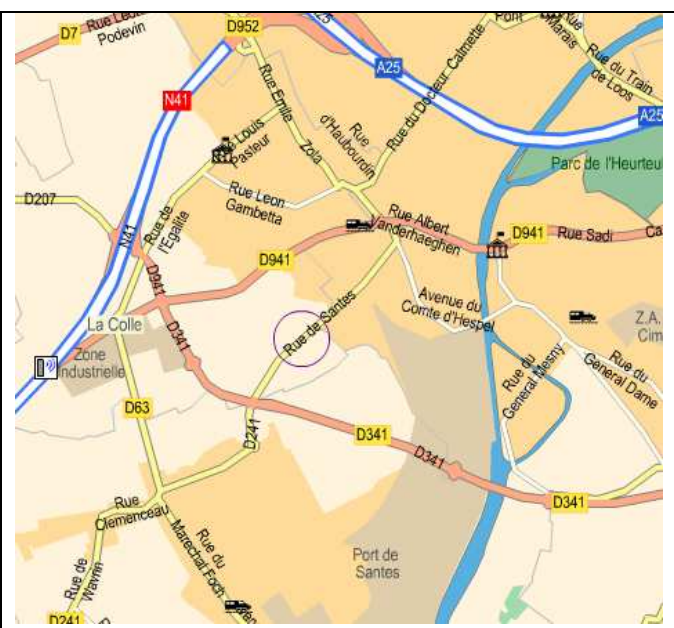 D7
Rue Leon
Podevin
D952
A25
N41
Rue Emile
Zola
Rue
d'Haubourdin
Rue du Docteur Calmette
Pont
Rue
Marais
Rue du Train
de Loos
A25
Parc de l'Heurteu
Louis
Pasteur
Rue Leon
Gambetta
D207
N41
Rue de
l'Egalite
D941
D941
Rue Albert
Vanderhaeghen
D941
Rue Sadi
Ca
Avenue du
Comte d'Hespel
La Colle
Zone
Industrielle
D341
Rue de Santes
Z.A.
Cim
Rue du
General Mesny
Rue du
General Dame
D63
D241
D341
D341
D341
Rue
Clemenceau
Rue du
Marechal Foch
Rue de
Wavrin
Port de
Santes
D241